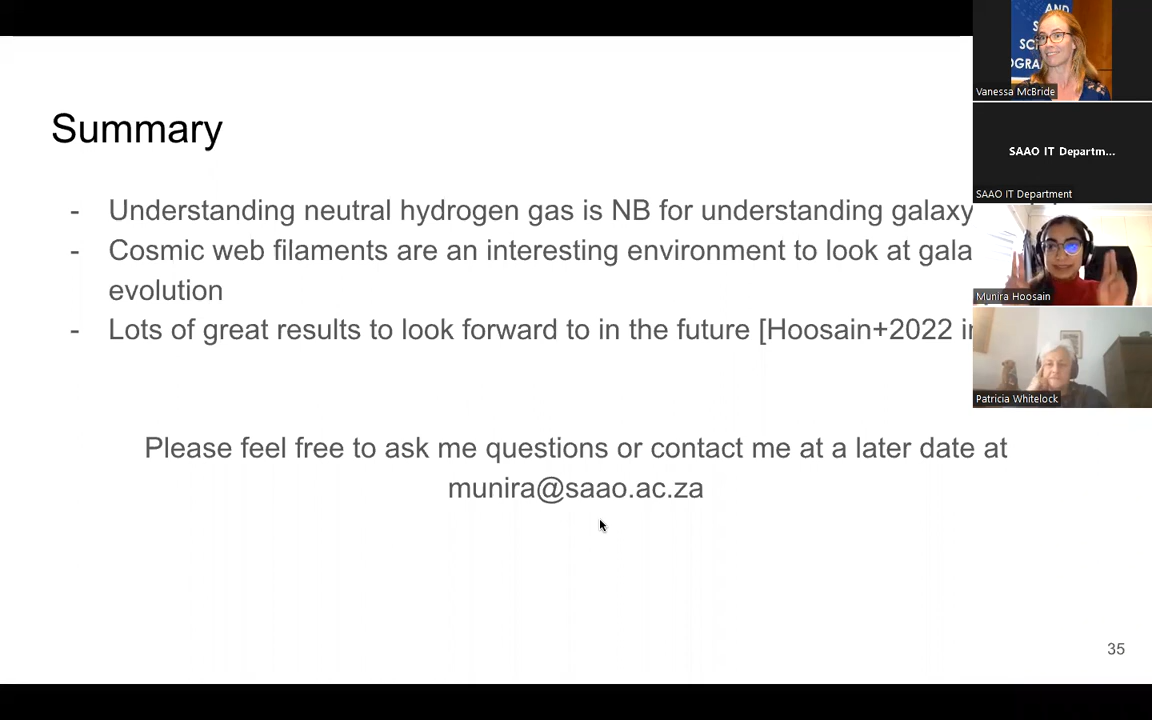 Summary
- Understanding neutral hydrogen gas is NB for understanding galaxy
- Cosmic web filaments are an interesting environment to look at
evolution
- Lots of great results to look forward to in the future [Hoosain+2022
Please feel free to ask me questions or contact me at a later date at
munira@saao.ac.za
35
AND
Vanessa McBride
SAAO IT Departm...
SAAO IT Department
Munira Hoosain
Patricia Whitelock